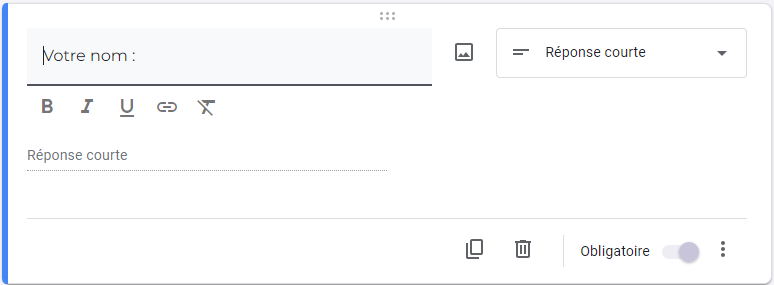 Votre nom :
Réponse courte
B I U
Réponse courte
Obligatoire